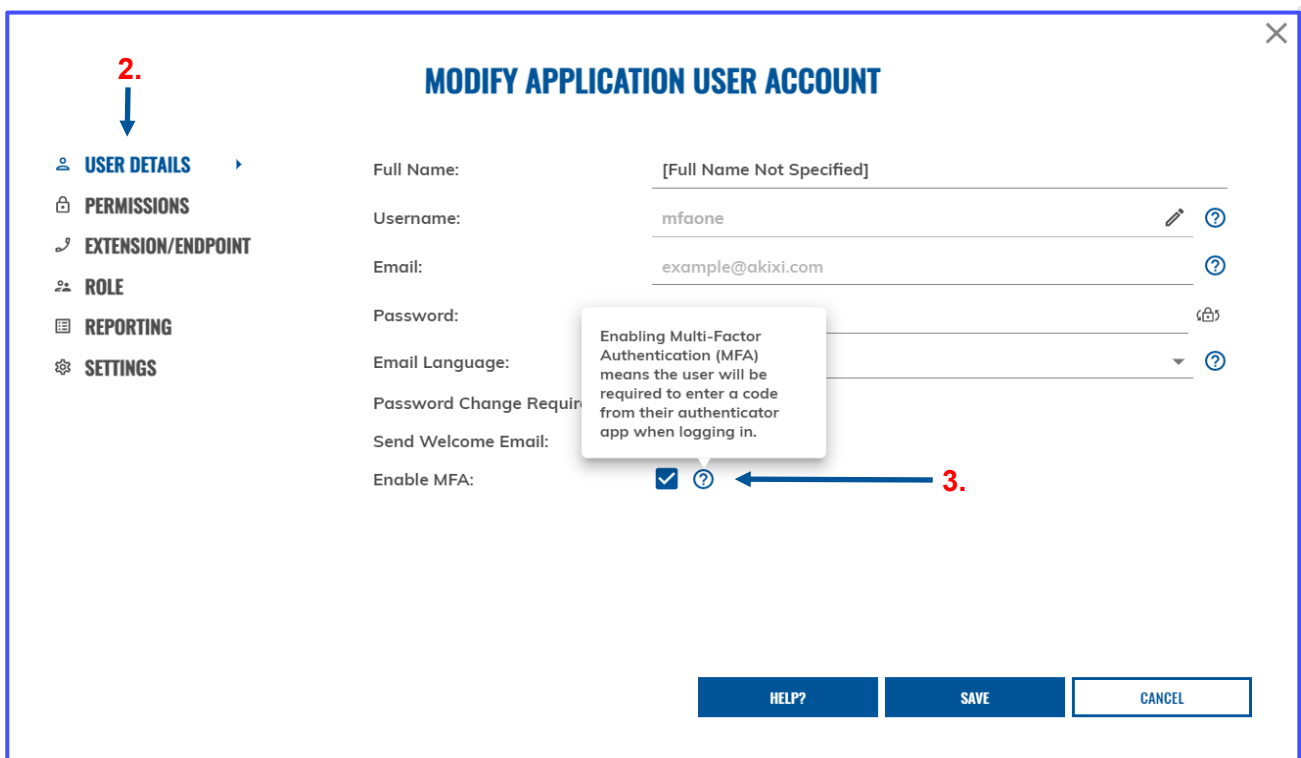 2.
MODIFY APPLICATION USER ACCOUNT
USER DETAILS
PERMISSIONS
EXTENSION/ENDPOINT
ROLE
REPORTING
SETTINGS
Full Name: [Full Name Not Specified]
Username: mfaone
Email: example@akixi.com
Password:
Email Language:
Password Change Requir
Send Welcome Email:
Enabling Multi-Factor
Authentication (MFA)
means the user will be
required to enter a code
from their authenticator
app when logging in.
Enable MFA:
3.
HELP?
SAVE
CANCEL